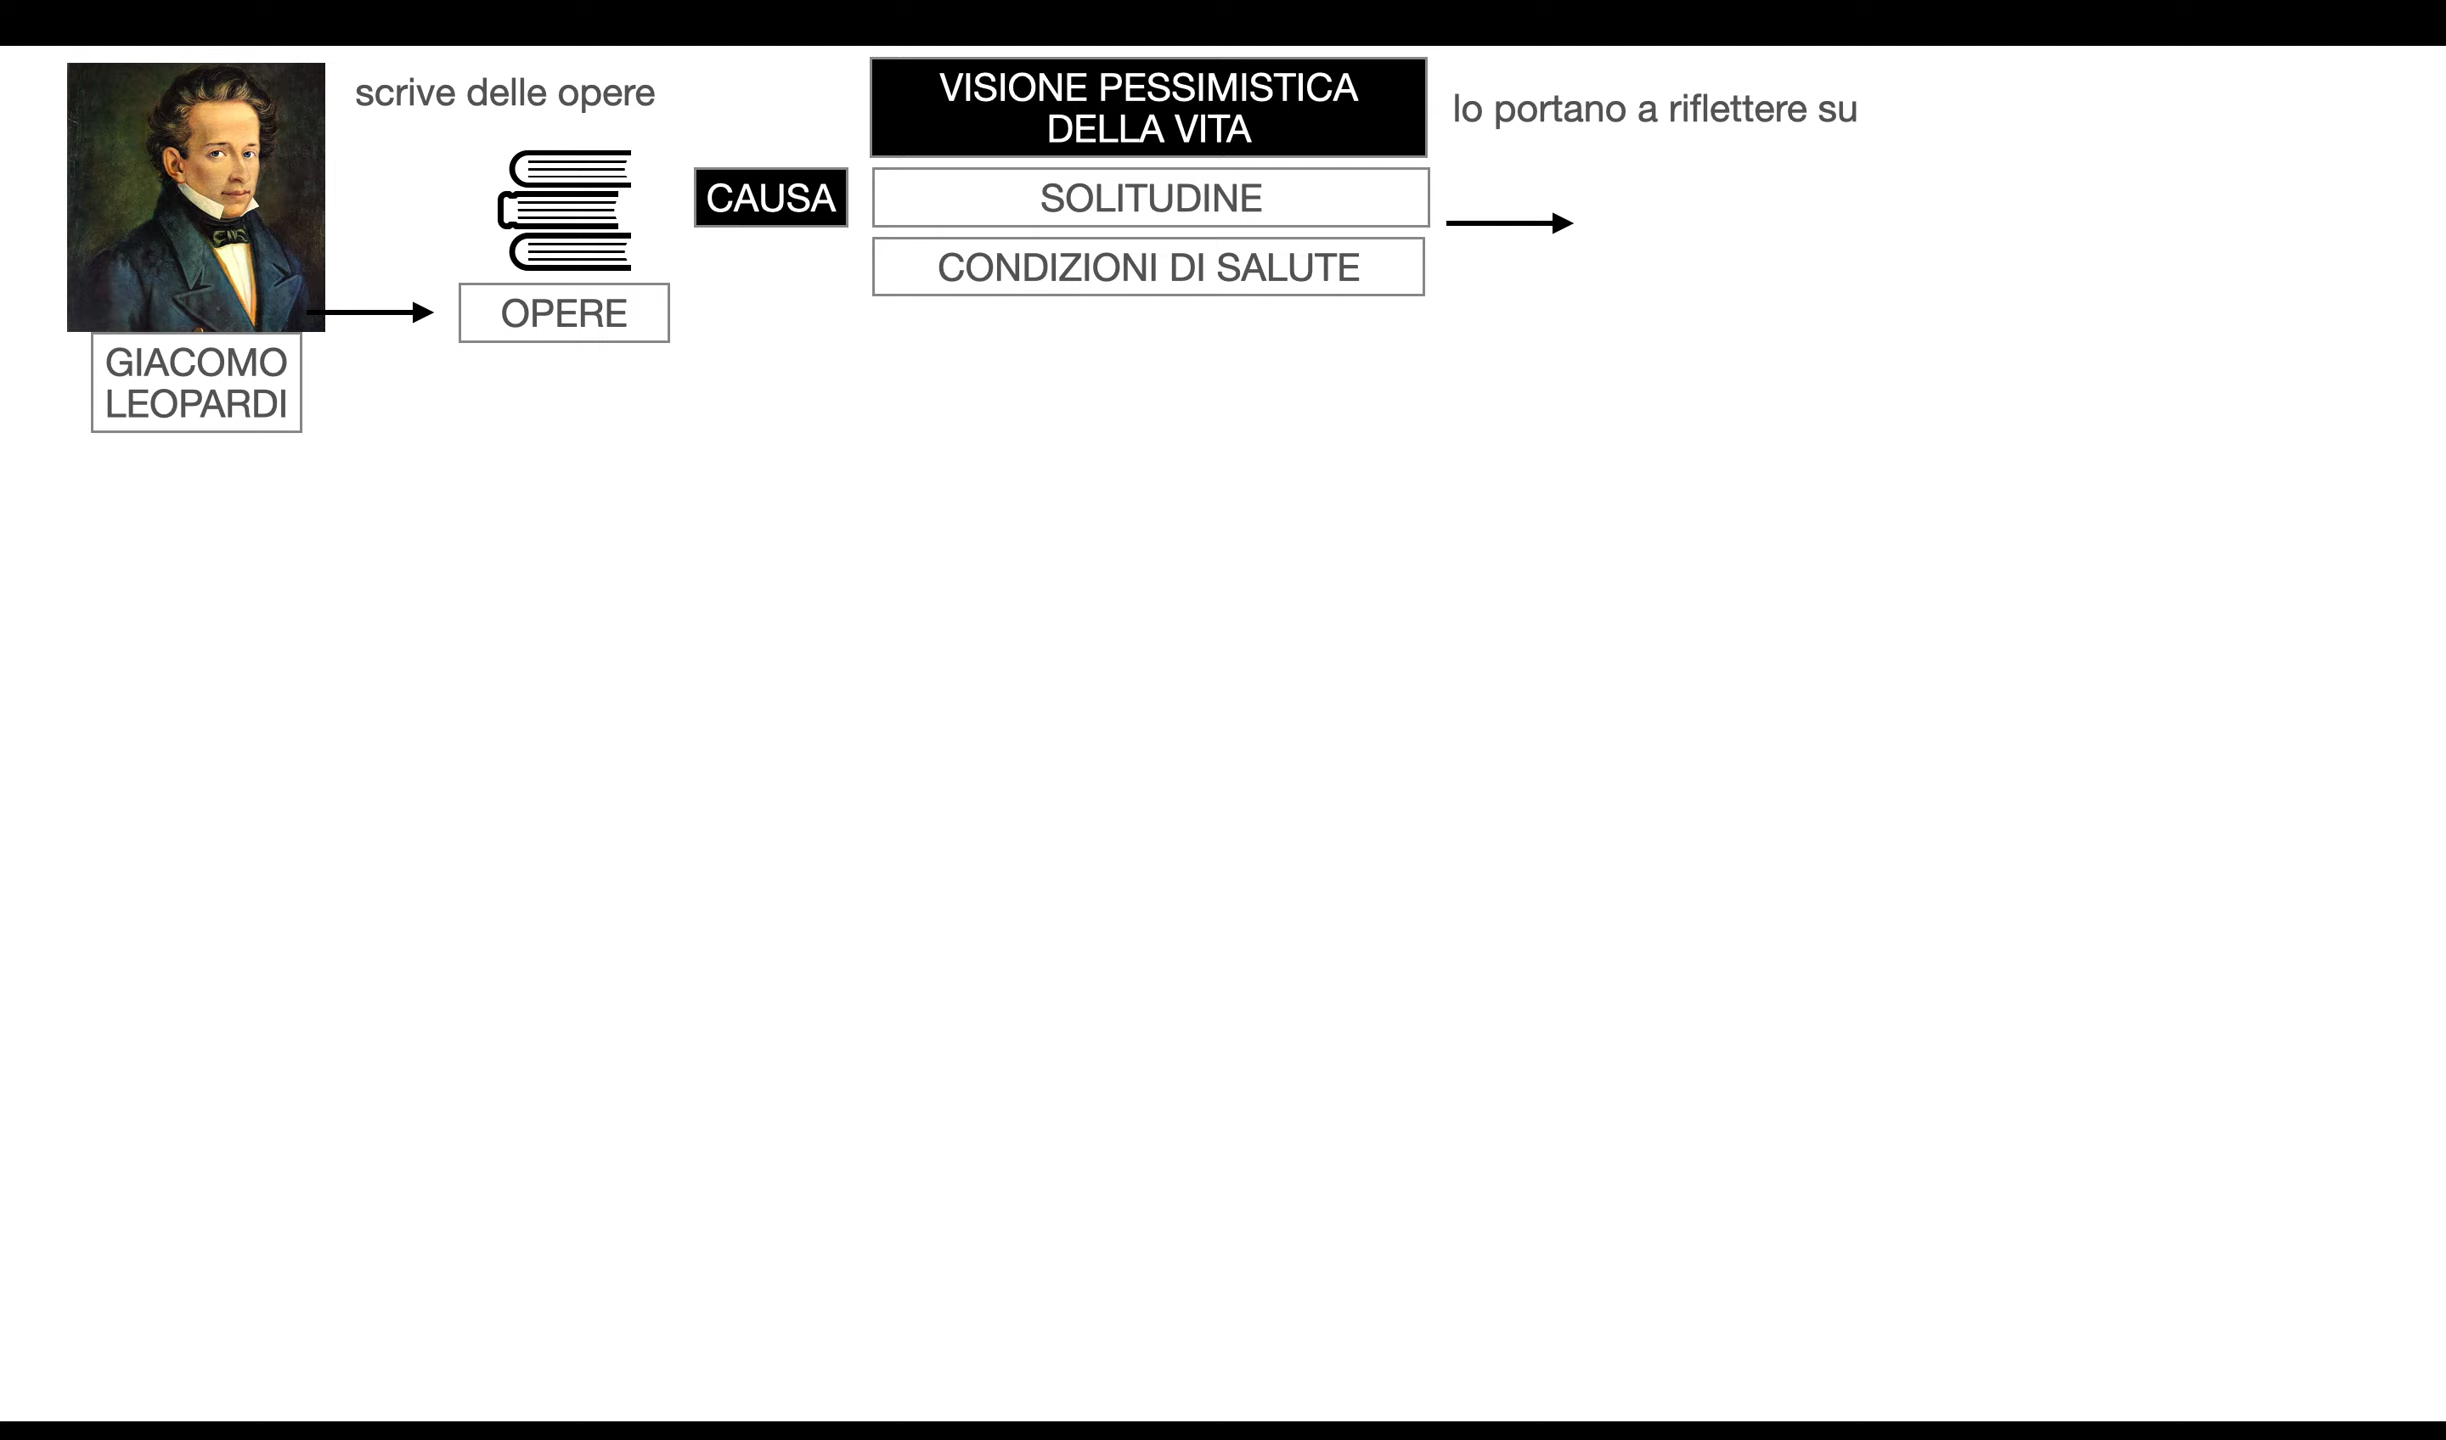 scrive delle opere
OPERE
GIACOMO
LEOPARDI
CAUSA
VISIONE PESSIMISTICA
DELLA VITA
SOLITUDINE
CONDIZIONI DI SALUTE
lo portano a riflettere su